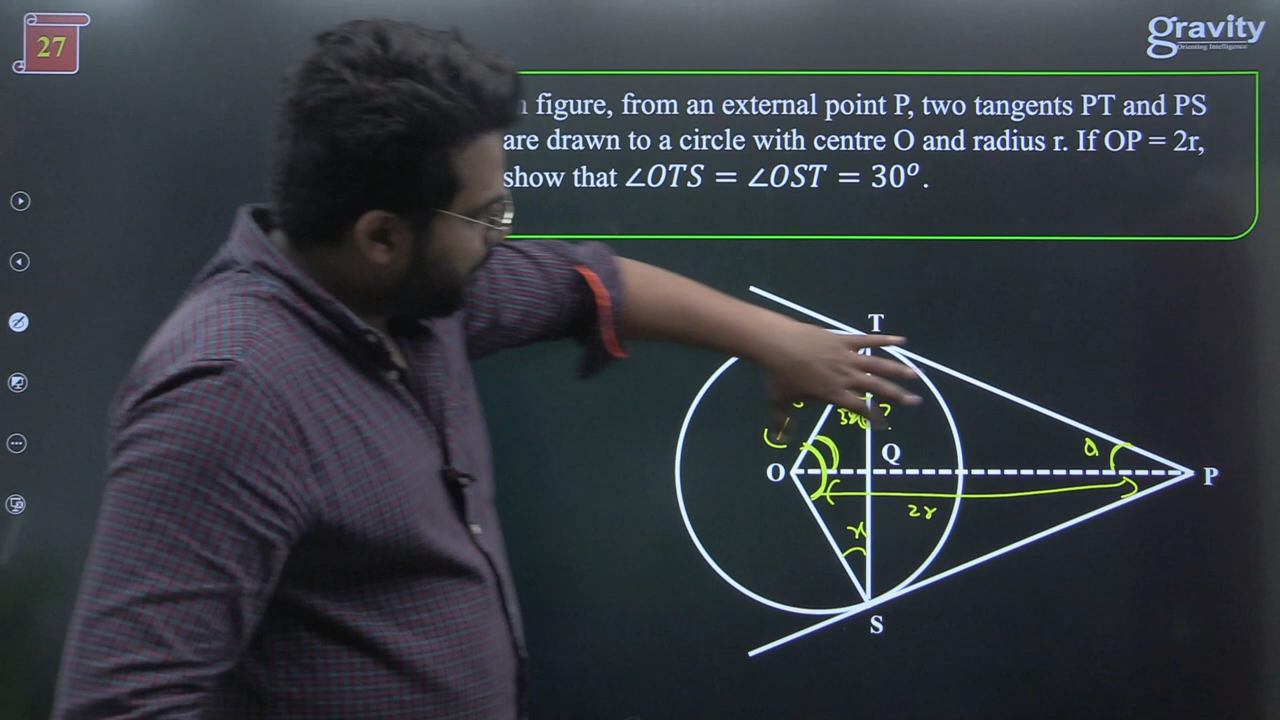 27
gravity
Orienting Intelligence
figure, from an external point P, two tangents PT and PS
are drawn to a circle with centre O and radius r. If OP = 2r,
show that ∠OTS = ∠OST = 30°.
T
Q
O
P
2r
x
S